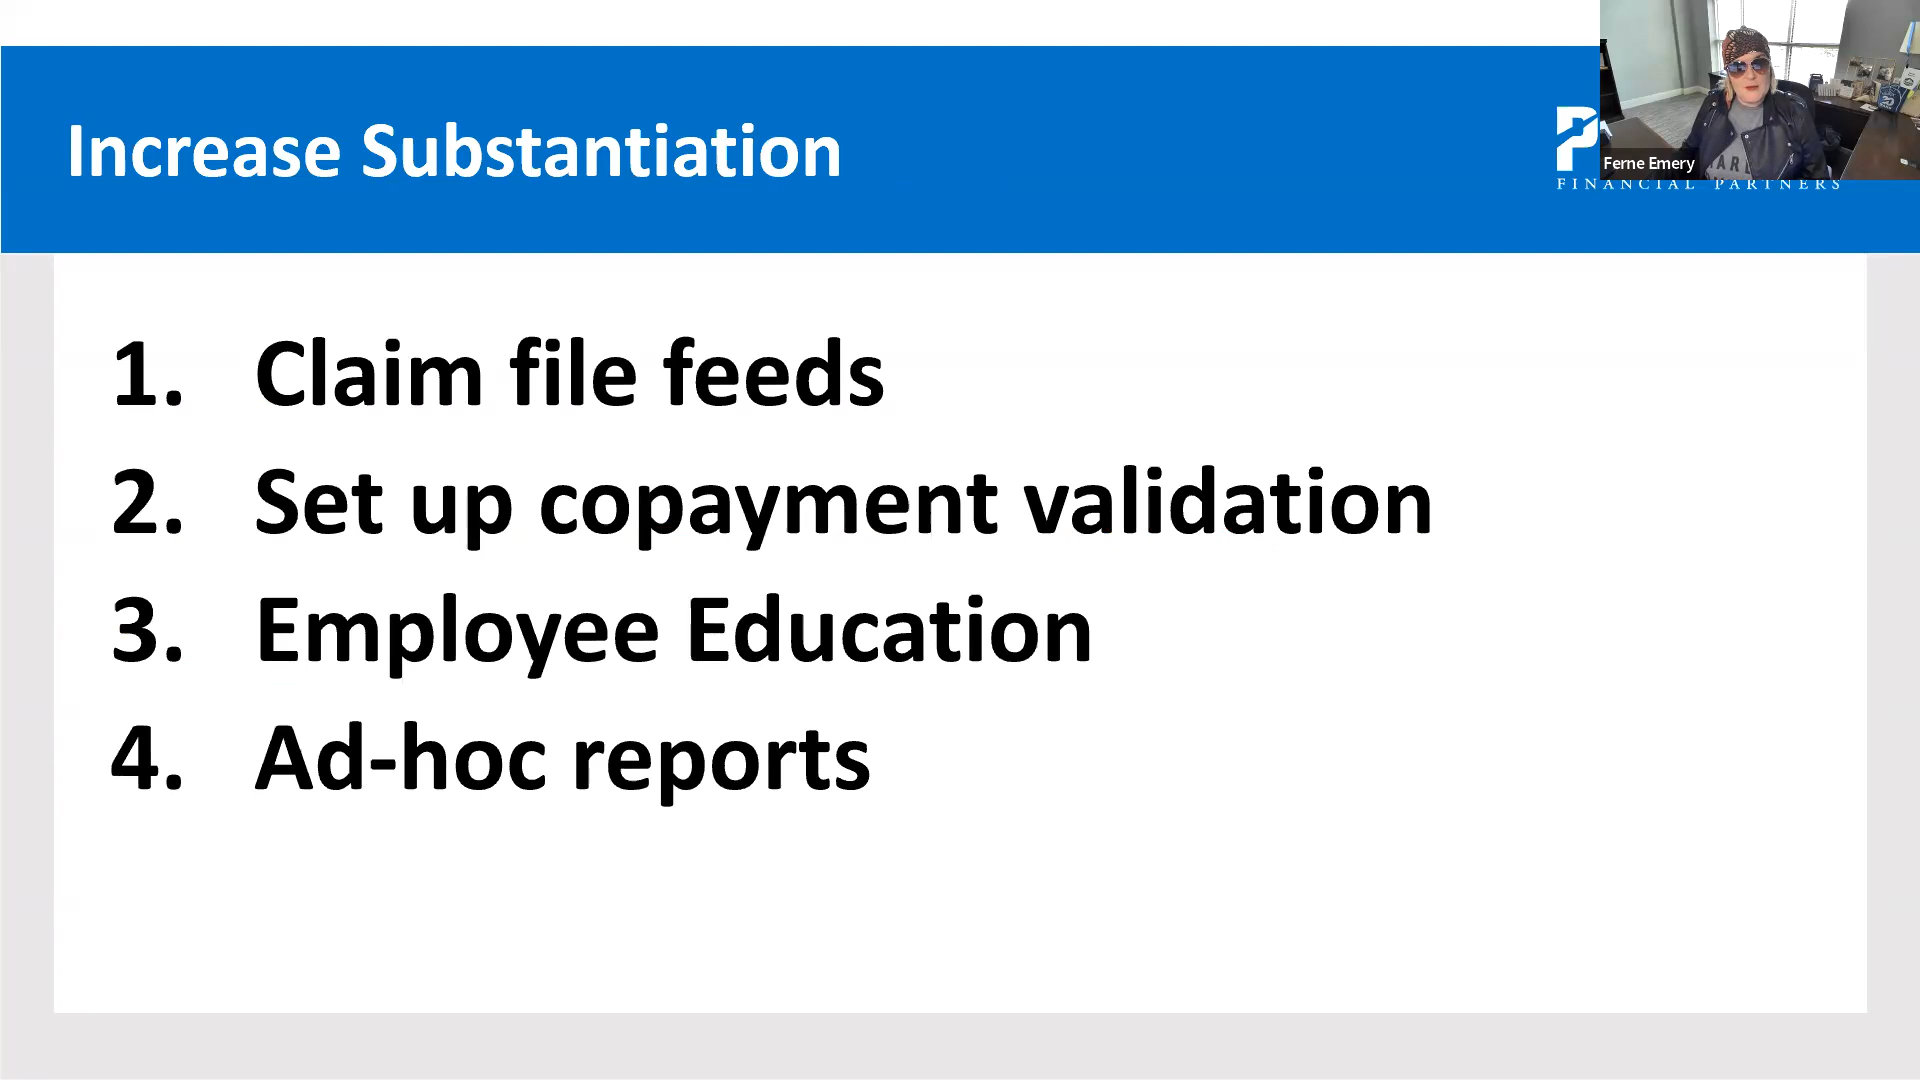 Increase Substantiation
FINANCIAL PARTNERS
Ferne Emery
1. Claim file feeds
2. Set up copayment validation
3. Employee Education
4. Ad-hoc reports